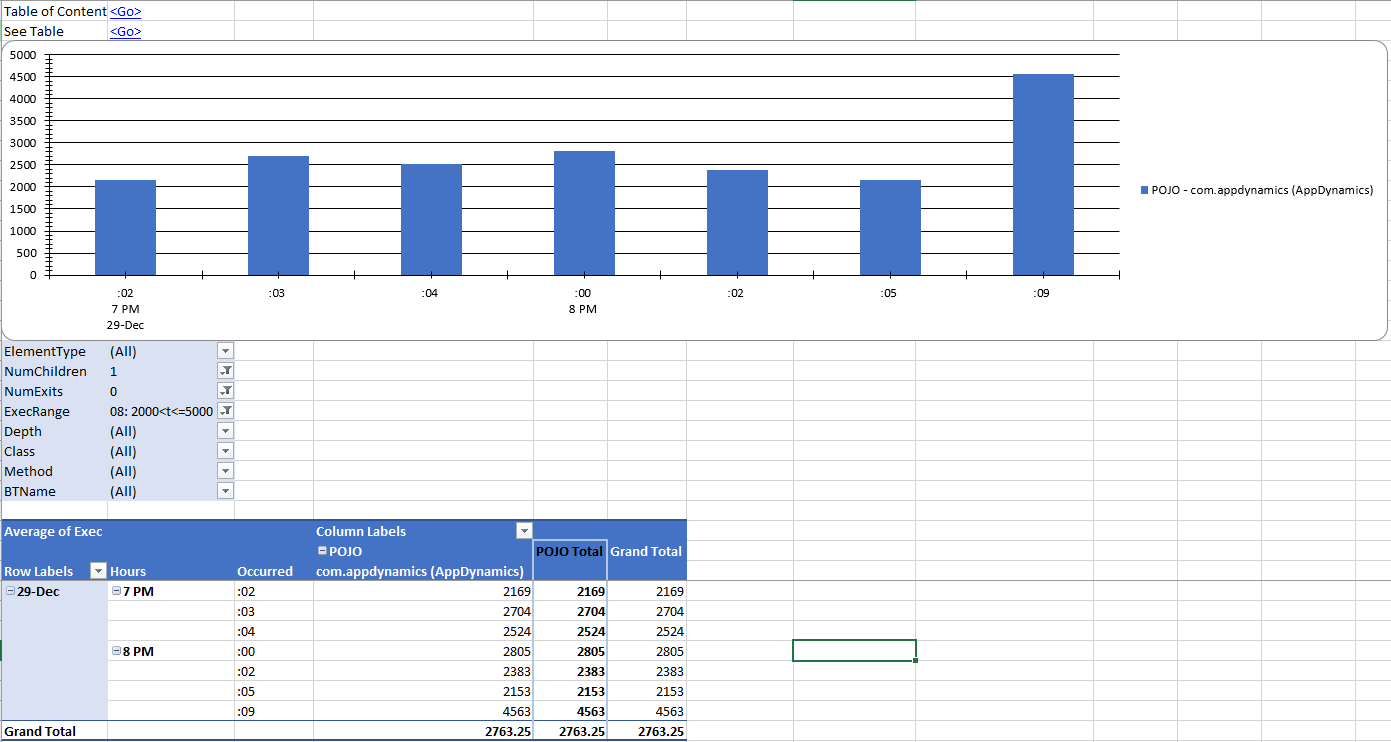 Table of Content <Go>
See Table <Go>
5000
4500
4000
3500
3000
2500
2000
1500
1000
500
0
:02 :03 :04 :00 :02 :05 :09
7 PM 8 PM
29-Dec
POJO - com.appdynamics (AppDynamics)
ElementType (All)
NumChildren 1
NumExits 0
ExecRange 08: 2000<t<=5000
Depth (All)
Class (All)
Method (All)
BTName (All)
Average of Exec Column Labels
POJO POJO Total Grand Total
Row Labels Hours Occurred com.appdynamics (AppDynamics)
29-Dec 7 PM :02 2169 2169 2169
:03 2704 2704 2704
:04 2524 2524 2524
8 PM :00 2805 2805 2805
:02 2383 2383 2383
:05 2153 2153 2153
:09 4563 4563 4563
Grand Total 2763.25 2763.25 2763.25